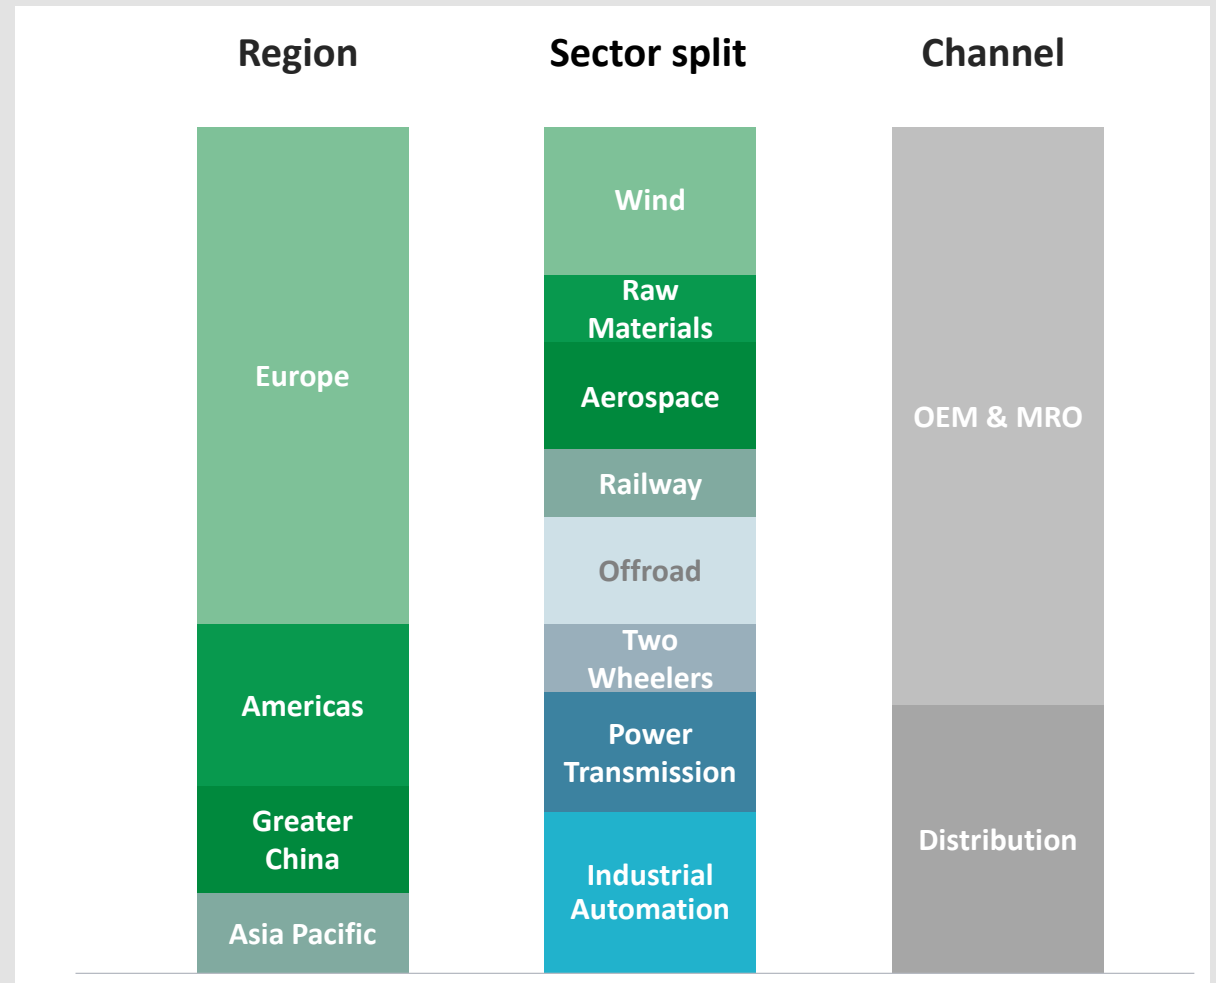 Region
Sector split
Channel
Europe
Americas
Greater
China
Asia Pacific
Wind
Raw
Materials
Aerospace
Railway
Offroad
Two
Wheelers
Power
Transmission
Industrial
Automation
OEM & MRO
Distribution